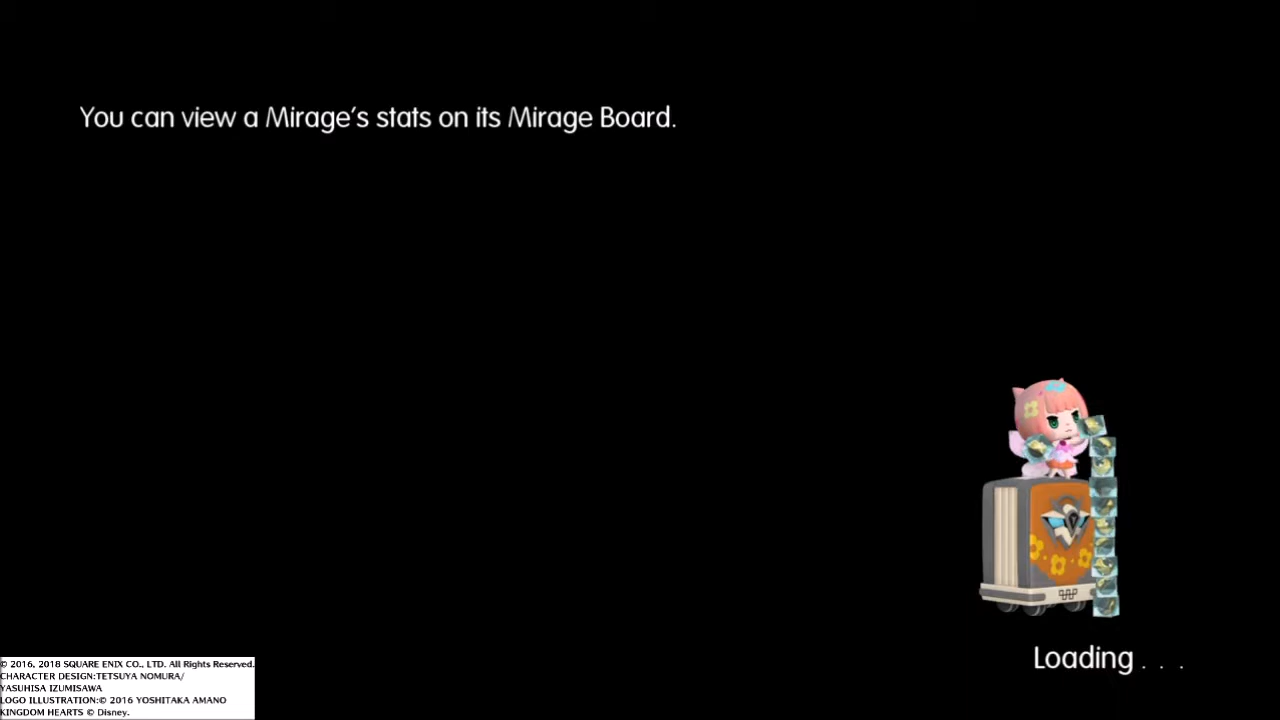 You can view a Mirage's stats on its Mirage Board.
Loading . . .
© 2016, 2018 SQUARE ENIX CO., LTD. All Rights Reserved.
CHARACTER DESIGN:TETSUYA NOMURA/
YASUHISA IZUMISAWA
LOGO ILLUSTRATION:© 2016 YOSHITAKA AMANO
KINGDOM HEARTS © Disney.